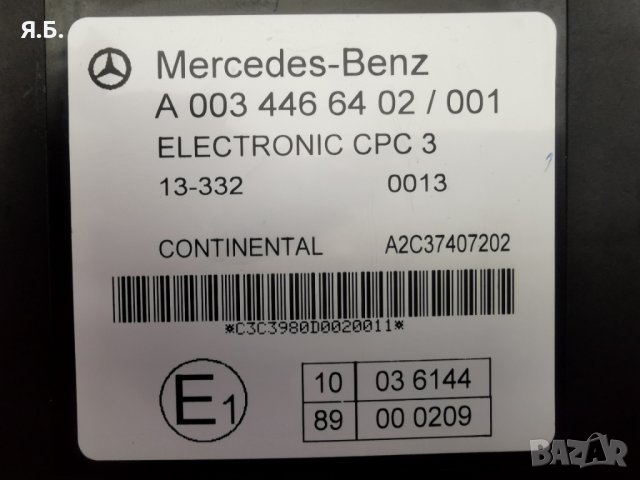 Я.Б.
Mercedes-Benz
A 003 446 64 02 / 001
ELECTRONIC CPC 3
13-332 0013
CONTINENTAL A2C37407202
*C3C3980D0020011*
E1
10 03 6144
89 00 0209
BAZAR